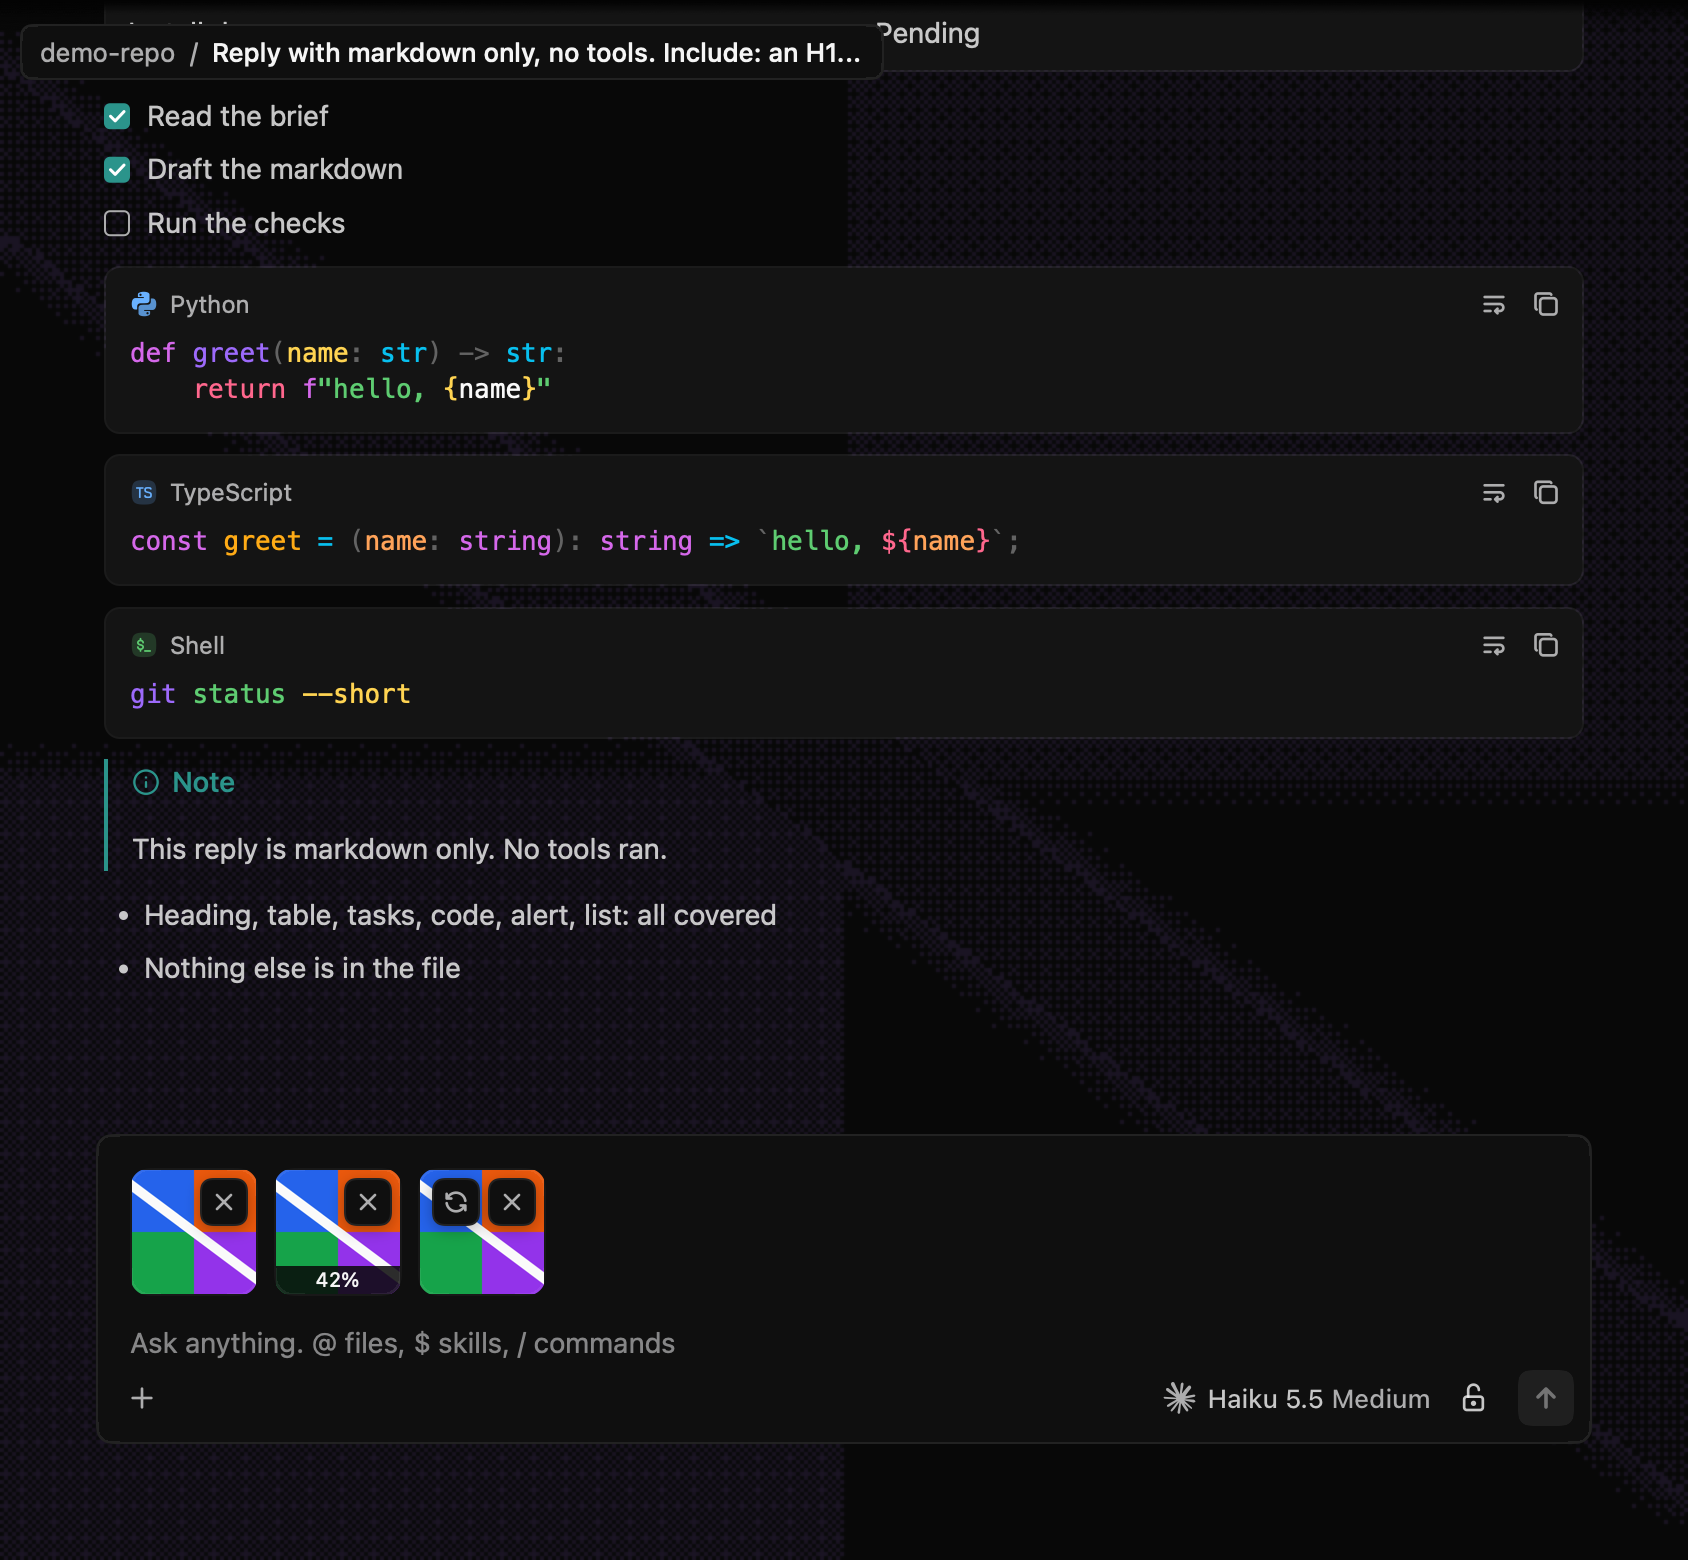 Pending
demo-repo / Reply with markdown only, no tools. Include: an H1...
Read the brief
Draft the markdown
Run the checks
Python
def greet(name: str) -> str:
    return f"hello, {name}"
TS TypeScript
const greet = (name: string): string => `hello, ${name}`;
$_ Shell
git status --short
Note
This reply is markdown only. No tools ran.
• Heading, table, tasks, code, alert, list: all covered
• Nothing else is in the file
42%
Ask anything. @ files, $ skills, / commands
Haiku 5.5 Medium